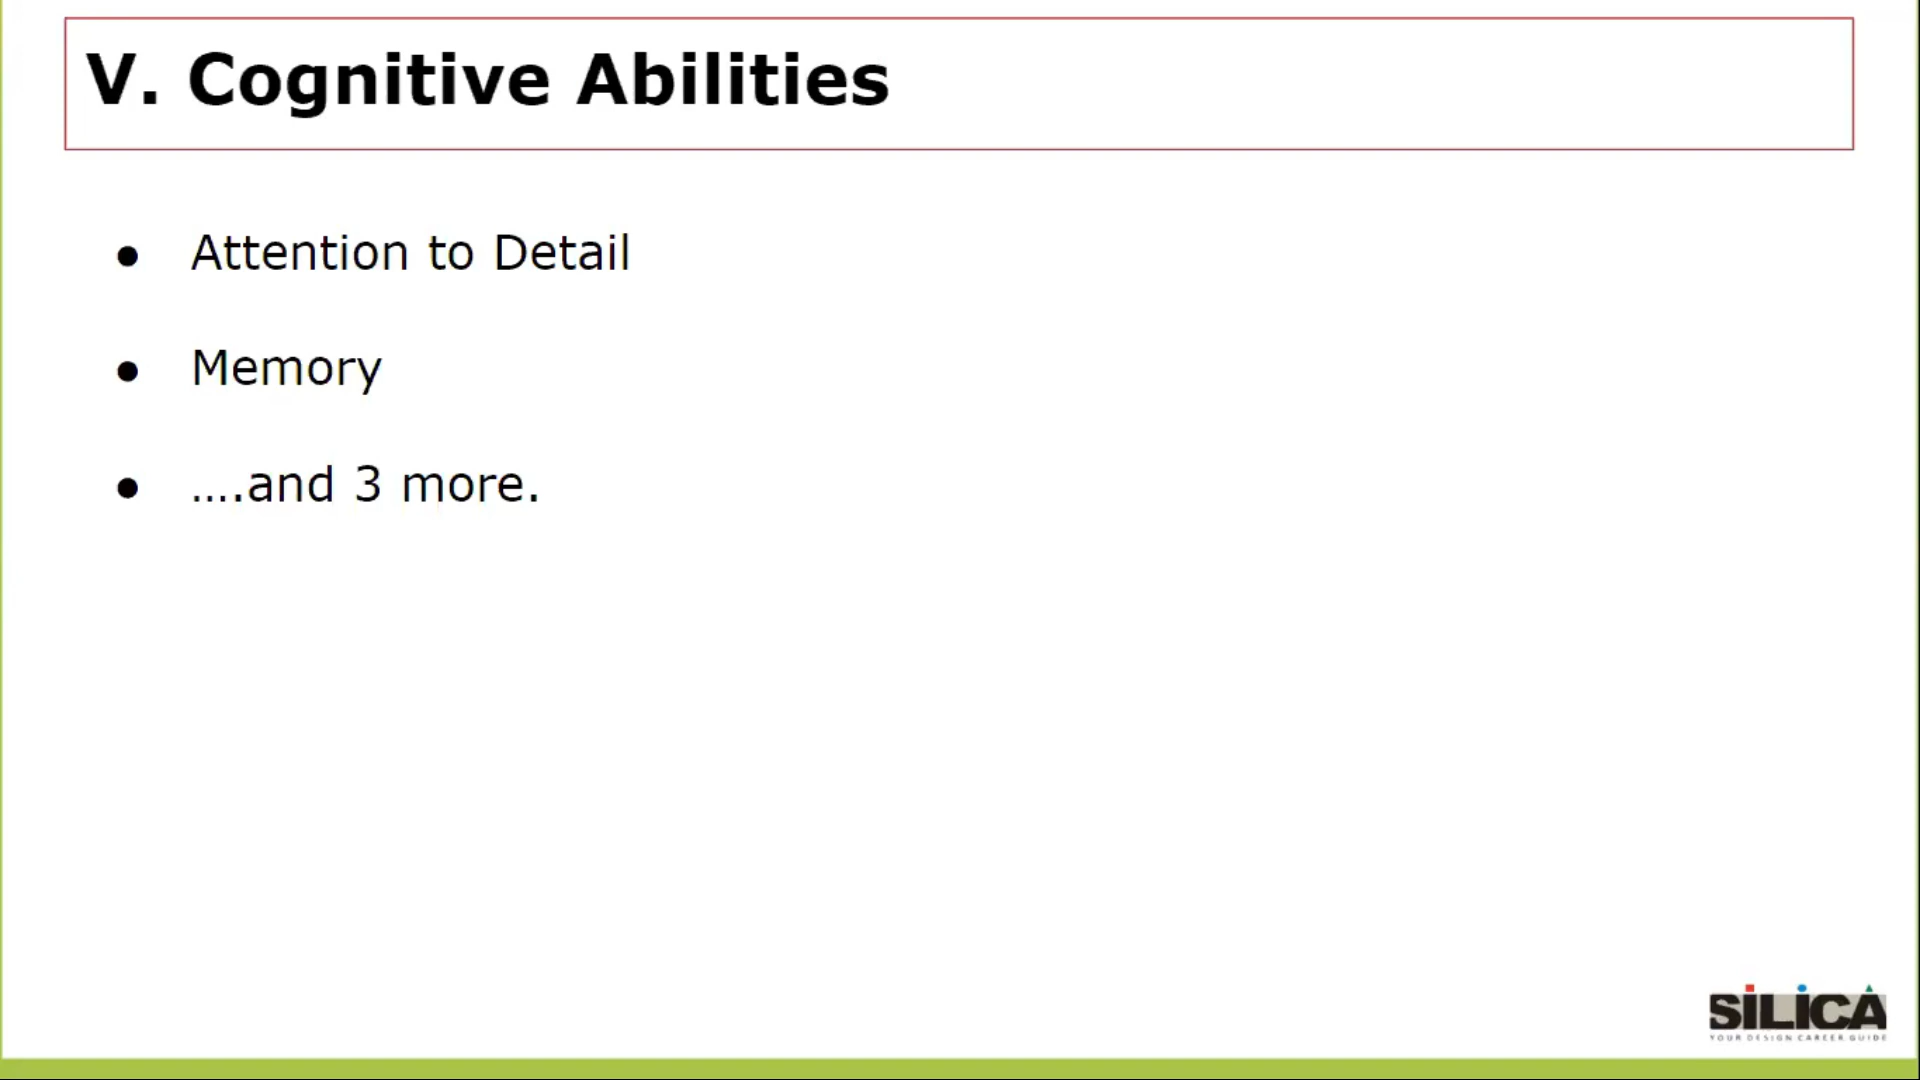 V. Cognitive Abilities
● Attention to Detail
● Memory
● ....and 3 more.
SILICA
YOUR DESIGN CAREER GUIDE